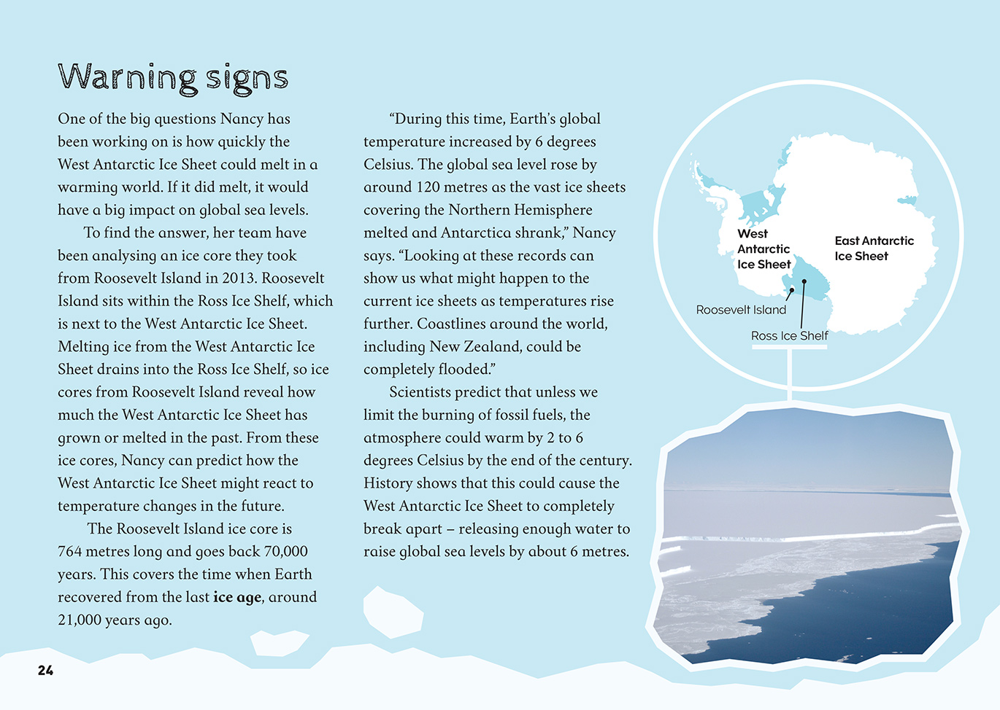 Warning signs
One of the big questions Nancy has
been working on is how quickly the
West Antarctic Ice Sheet could melt in a
warming world. If it did melt, it would
have a big impact on global sea levels.
To find the answer, her team have
been analysing an ice core they took
from Roosevelt Island in 2013. Roosevelt
Island sits within the Ross Ice Shelf, which
is next to the West Antarctic Ice Sheet.
Melting ice from the West Antarctic Ice
Sheet drains into the Ross Ice Shelf, so ice
cores from Roosevelt Island reveal how
much the West Antarctic Ice Sheet has
grown or melted in the past. From these
ice cores, Nancy can predict how the
West Antarctic Ice Sheet might react to
temperature changes in the future.
The Roosevelt Island ice core is
764 metres long and goes back 70,000
years. This covers the time when Earth
recovered from the last ice age, around
21,000 years ago.
“During this time, Earth’s global
temperature increased by 6 degrees
Celsius. The global sea level rose by
around 120 metres as the vast ice sheets
covering the Northern Hemisphere
melted and Antarctica shrank,” Nancy
says. “Looking at these records can
show us what might happen to the
current ice sheets as temperatures rise
further. Coastlines around the world,
including New Zealand, could be
completely flooded.”
Scientists predict that unless we
limit the burning of fossil fuels, the
atmosphere could warm by 2 to 6
degrees Celsius by the end of the century.
History shows that this could cause the
West Antarctic Ice Sheet to completely
break apart – releasing enough water to
raise global sea levels by about 6 metres.
West
Antarctic
Ice Sheet
East Antarctic
Ice Sheet
Roosevelt Island
Ross Ice Shelf
24